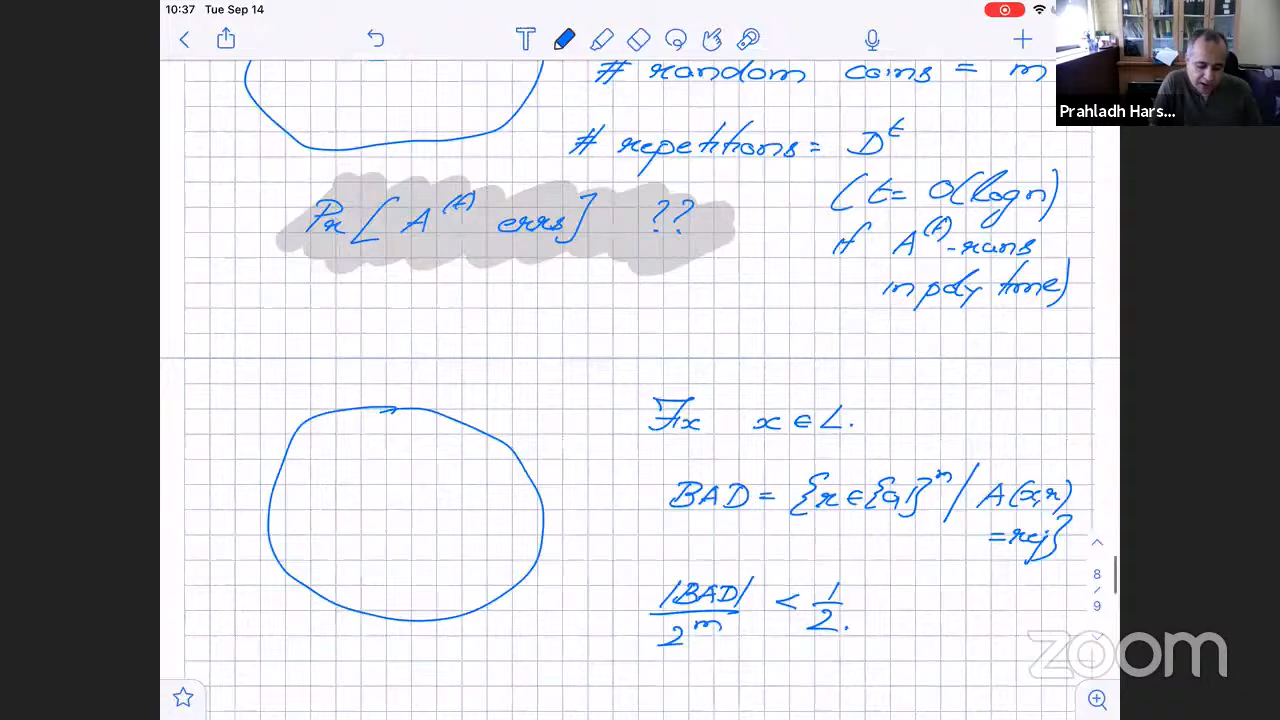 10:37 Tue Sep 14
# random coins = m
Prahladh Hars...
# repetitions = D^t
(t = O(log n)
Pr[A^(t) errs] ??
if A^(t)-runs
in poly time)
Fix x ∈ L.
BAD = {r ∈ {0,1}^m / A(x,r)
= rej}
8
/
9
|BAD| / 2^m < 1/2.
zoom